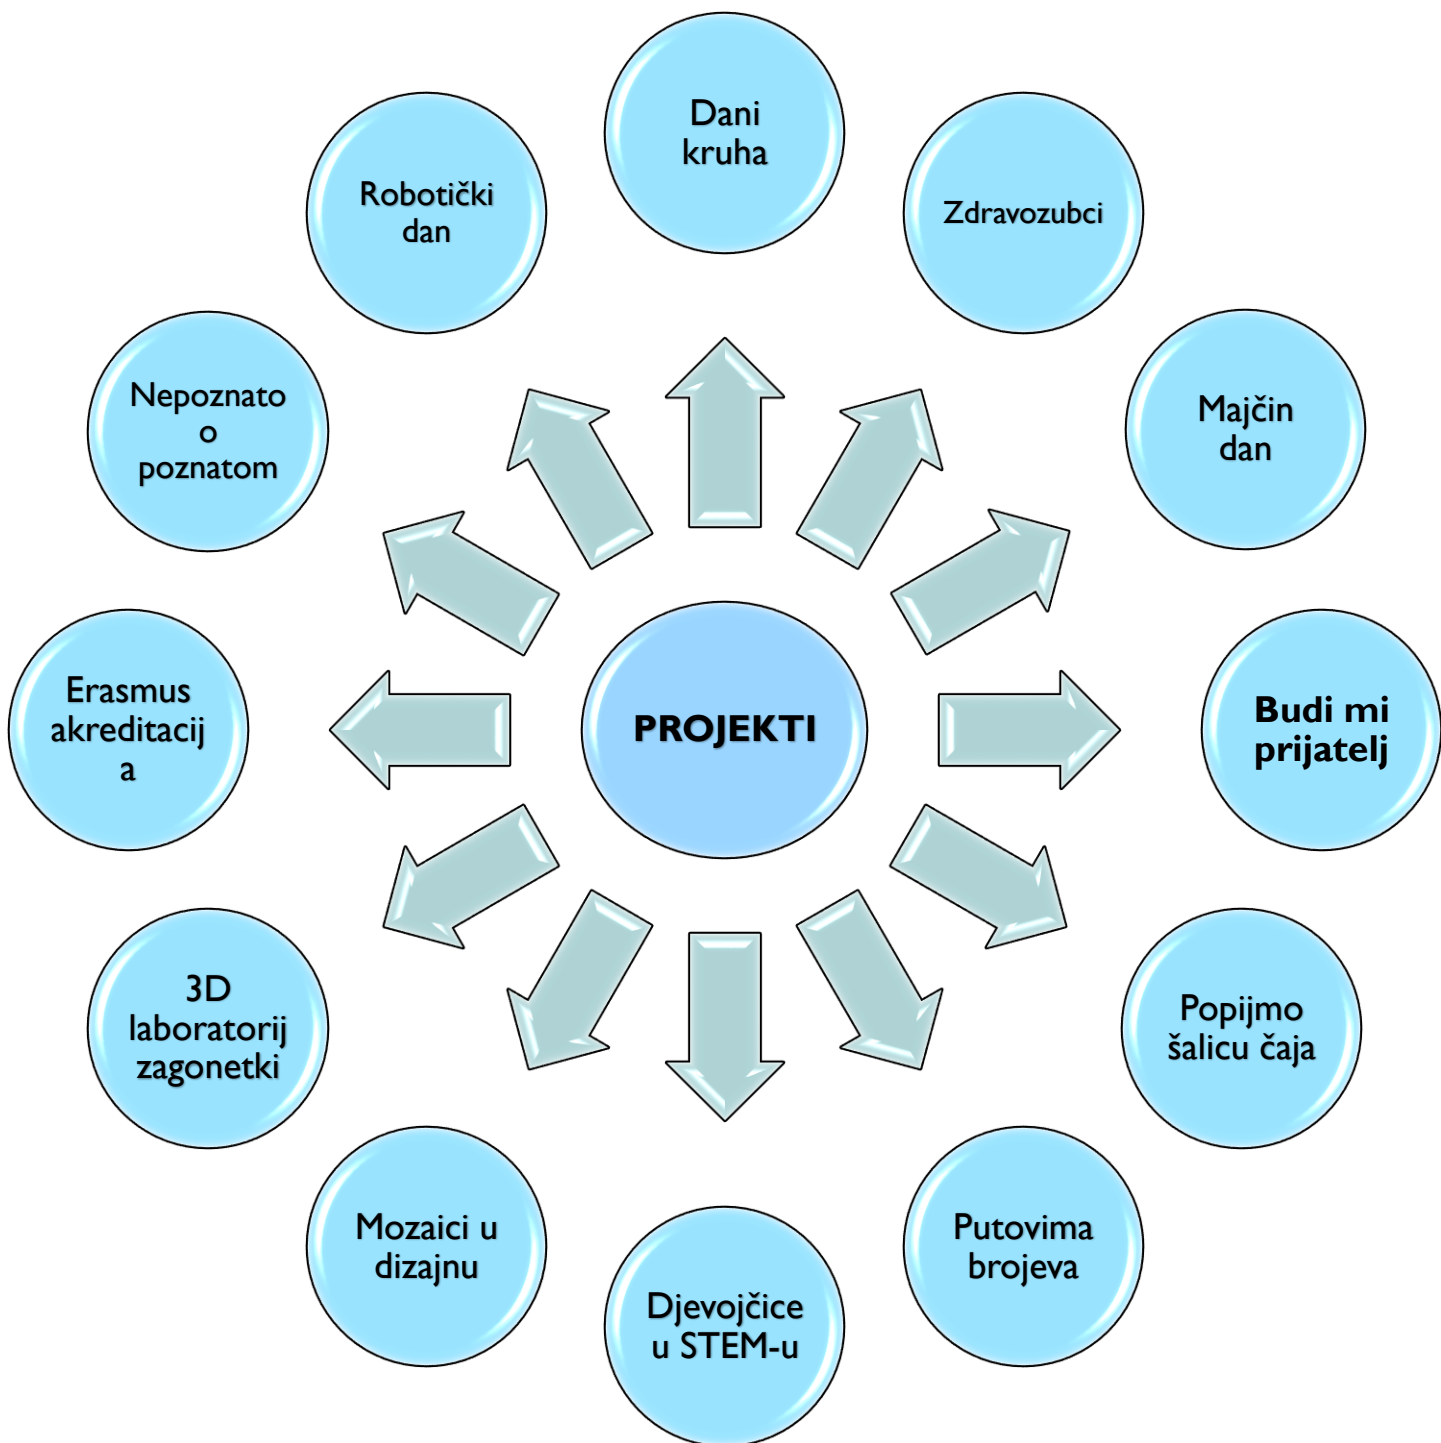 Dani
kruha
Zdravozubci
Majčin
dan
Budi mi
prijatelj
Popijmo
šalicu čaja
Putovima
brojeva
Djevojčice
u STEM-u
Mozaici u
dizajnu
3D
laboratorij
zagonetki
Erasmus
akreditacij
a
Nepoznato
o
poznatom
Robotički
dan
PROJEKTI